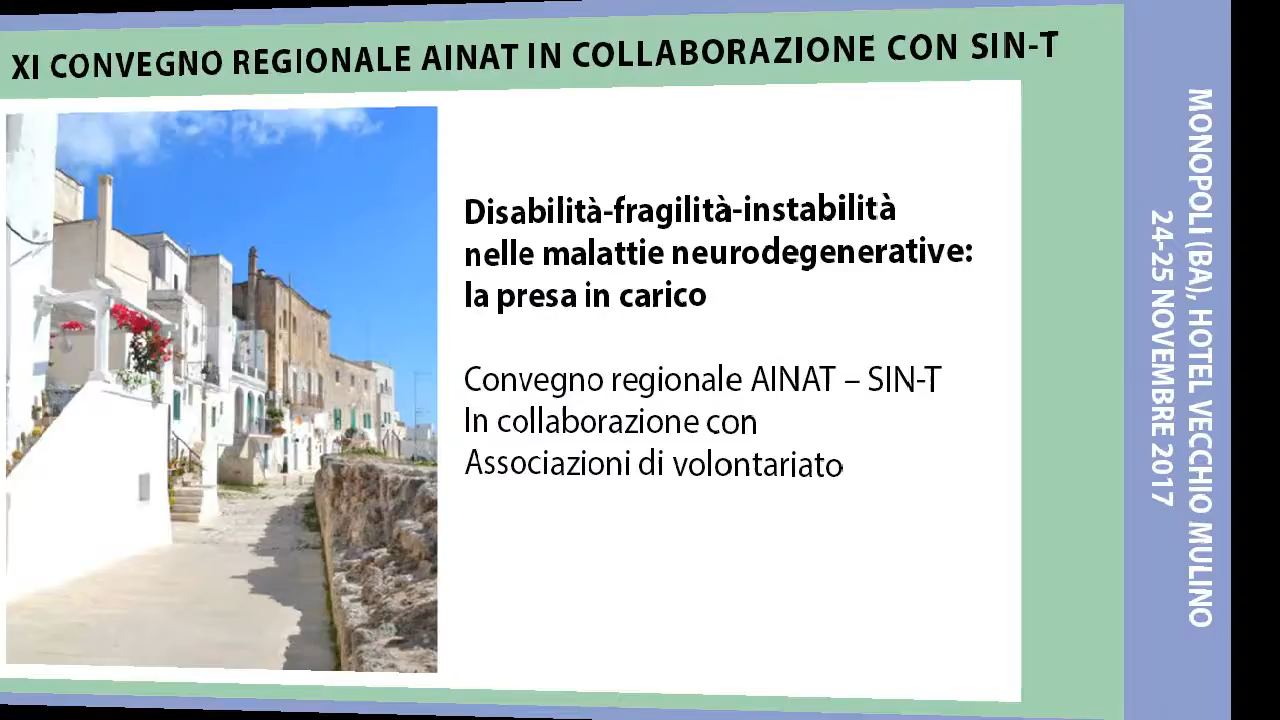 XI CONVEGNO REGIONALE AINAT IN COLLABORAZIONE CON SIN-T
Disabilità-fragilità-instabilità
nelle malattie neurodegenerative:
la presa in carico
Convegno regionale AINAT – SIN-T
In collaborazione con
Associazioni di volontariato
MONOPOLI (BA), HOTEL VECCHIO MULINO
24-25 NOVEMBRE 2017